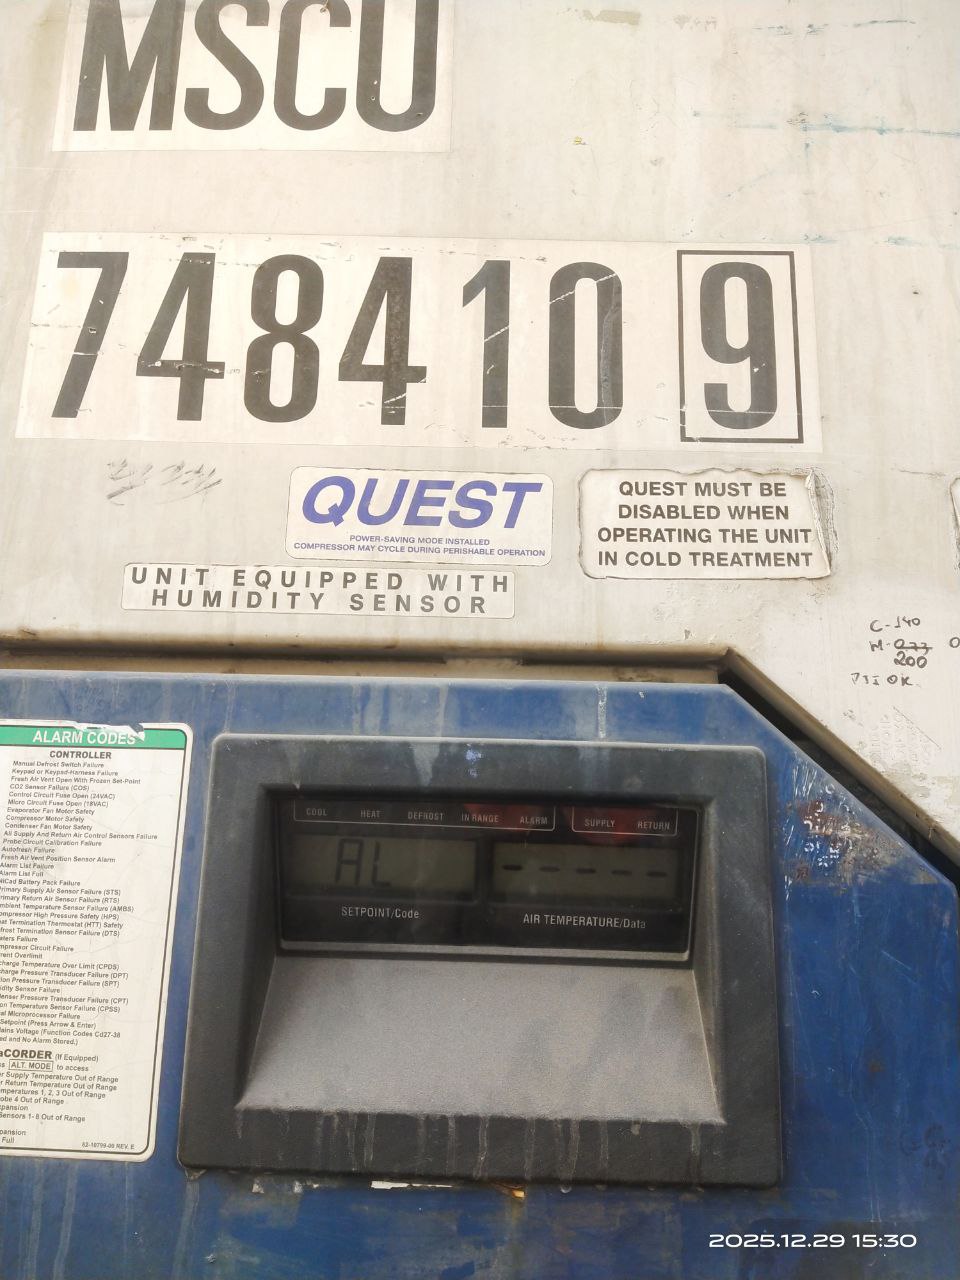 MSCU
748410 9
QUEST
POWER-SAVING MODE INSTALLED
COMPRESSOR MAY CYCLE DURING PERISHABLE OPERATION
QUEST MUST BE
DISABLED WHEN
OPERATING THE UNIT
IN COLD TREATMENT
UNIT EQUIPPED WITH
HUMIDITY SENSOR
C-140
200
OK
ALARM CODES
CONTROLLER
Manual Defrost Switch Failure
Keypad or Keypad-Harness Failure
Fresh Air Vent Open With Frozen Set-Point
CO2 Sensor Failure (COS)
Control Circuit Fuse Open (24VAC)
Micro Circuit Fuse Open (18VAC)
Evaporator Fan Motor Safety
Compressor Motor Safety
Condenser Fan Motor Safety
All Supply And Return Air Control Sensors Failure
Probe Circuit Calibration Failure
Autofresh Failure
Fresh Air Vent Position Sensor Alarm
Alarm List Failure
Alarm List Full
NiCad Battery Pack Failure
Primary Supply Air Sensor Failure (STS)
Primary Return Air Sensor Failure (RTS)
Ambient Temperature Sensor Failure (AMBS)
Compressor High Pressure Safety (HPS)
Heat Termination Thermostat (HTT) Safety
Defrost Termination Sensor Failure (DTS)
Failure
Compressor Circuit Failure
Overlimit
Discharge Temperature Over Limit (CPDS)
Discharge Pressure Transducer Failure (DPT)
Pressure Transducer Failure (SPT)
Humidity Sensor Failure
Condenser Pressure Transducer Failure (CPT)
Temperature Sensor Failure (CPSS)
Microprocessor Failure
Setpoint (Press Arrow & Enter)
Voltage (Function Codes Cd27-38
and No Alarm Stored.)
aCORDER (If Equipped)
ALT. MODE to access
Supply Temperature Out of Range
Return Temperature Out of Range
1, 2, 3 Out of Range
4 Out of Range
Sensors 1- 8 Out of Range
Full
62-10799-00 REV. E
COOL HEAT DEFROST IN RANGE ALARM SUPPLY RETURN
AL - - - - -
SETPOINT/Code AIR TEMPERATURE/Data
2025.12.29 15:30